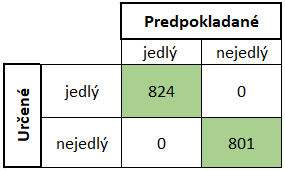 Predpokladané
jedlý nejedlý
Určené
jedlý 824 0
nejedlý 0 801